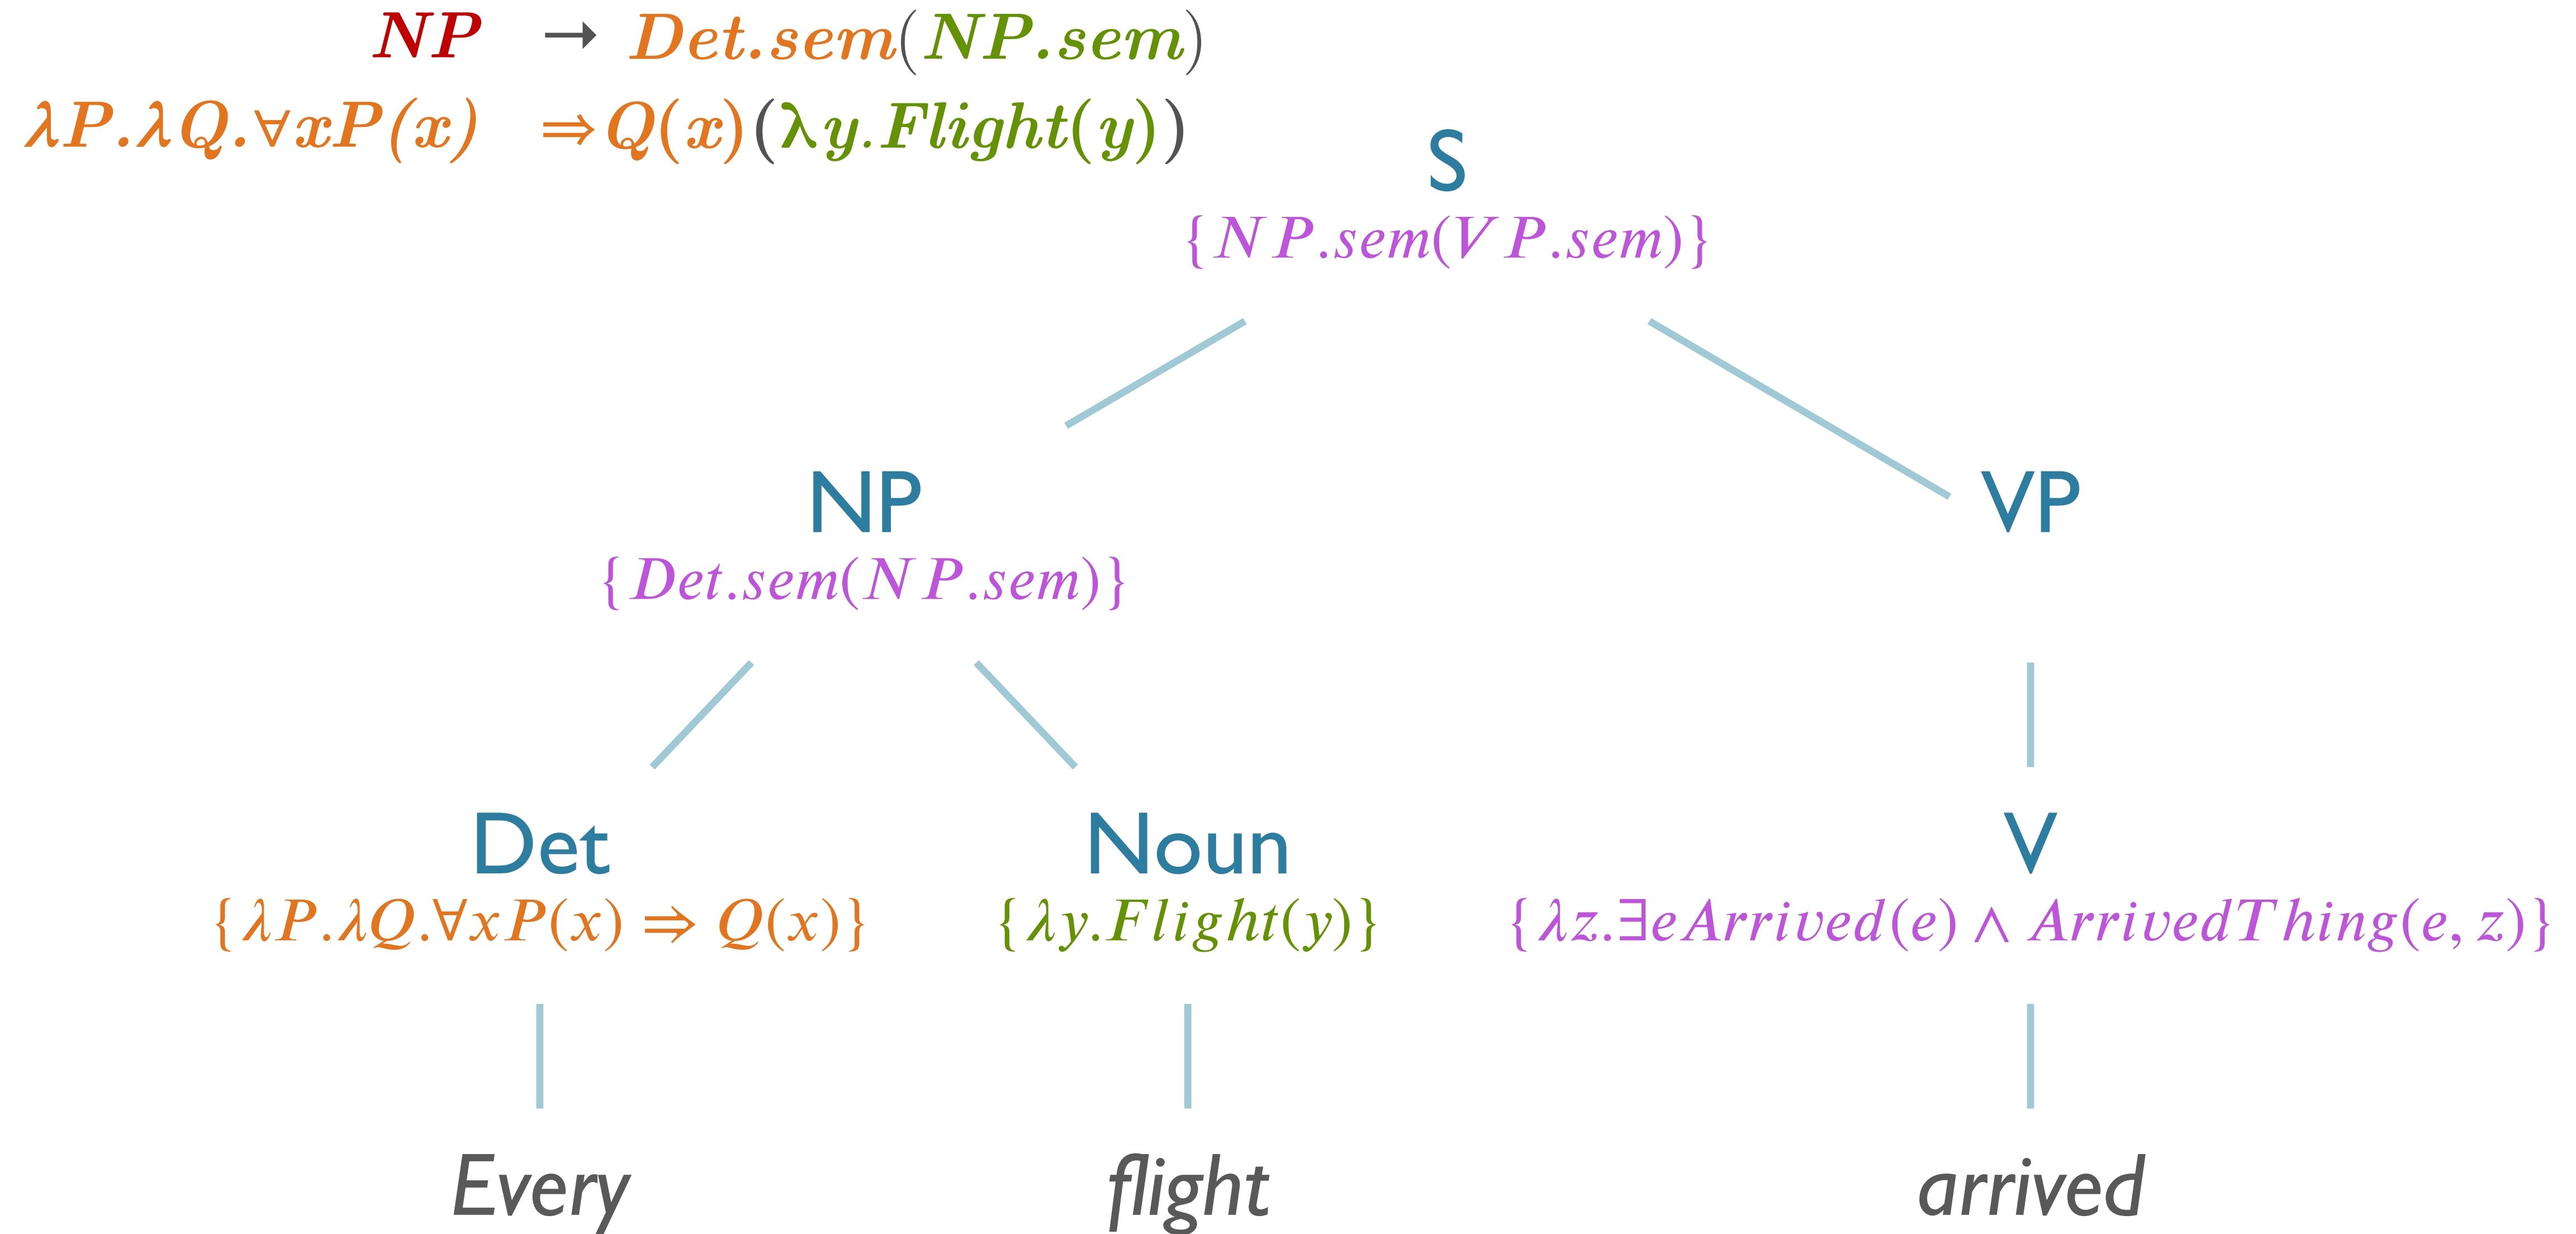 NP → Det.sem(NP.sem)
λP.λQ.∀xP(x) ⇒Q(x)(λy.Flight(y))
S
{NP.sem(VP.sem)}
NP VP
{Det.sem(NP.sem)}
Det Noun V
{λP.λQ.∀xP(x) ⇒ Q(x)} {λy.Flight(y)} {λz.∃eArrived(e) ∧ ArrivedThing(e, z)}
Every flight arrived